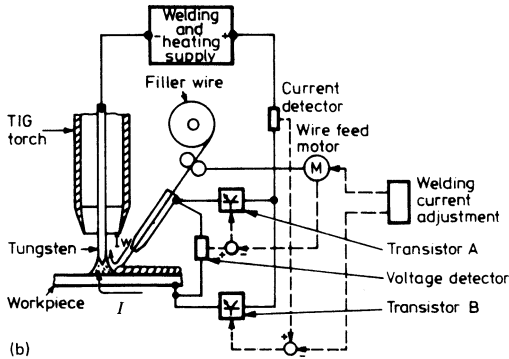 Welding
and
heating
supply
-
+
Filler wire
Current
detector
TIG
torch
Wire feed
motor
M
Welding
current
adjustment
Iw
Tungsten
+
-
Transistor A
Voltage detector
Workpiece
I
Transistor B
+
-
(b)